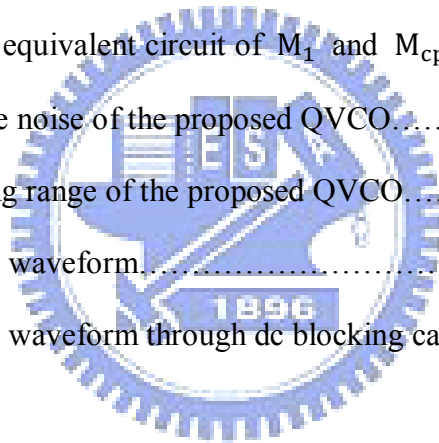 equivalent circuit of M₁ and M
e noise of the proposed QVCO.....
g range of the proposed QVCO....
waveform..............................
E S A
1896
waveform through dc blocking ca